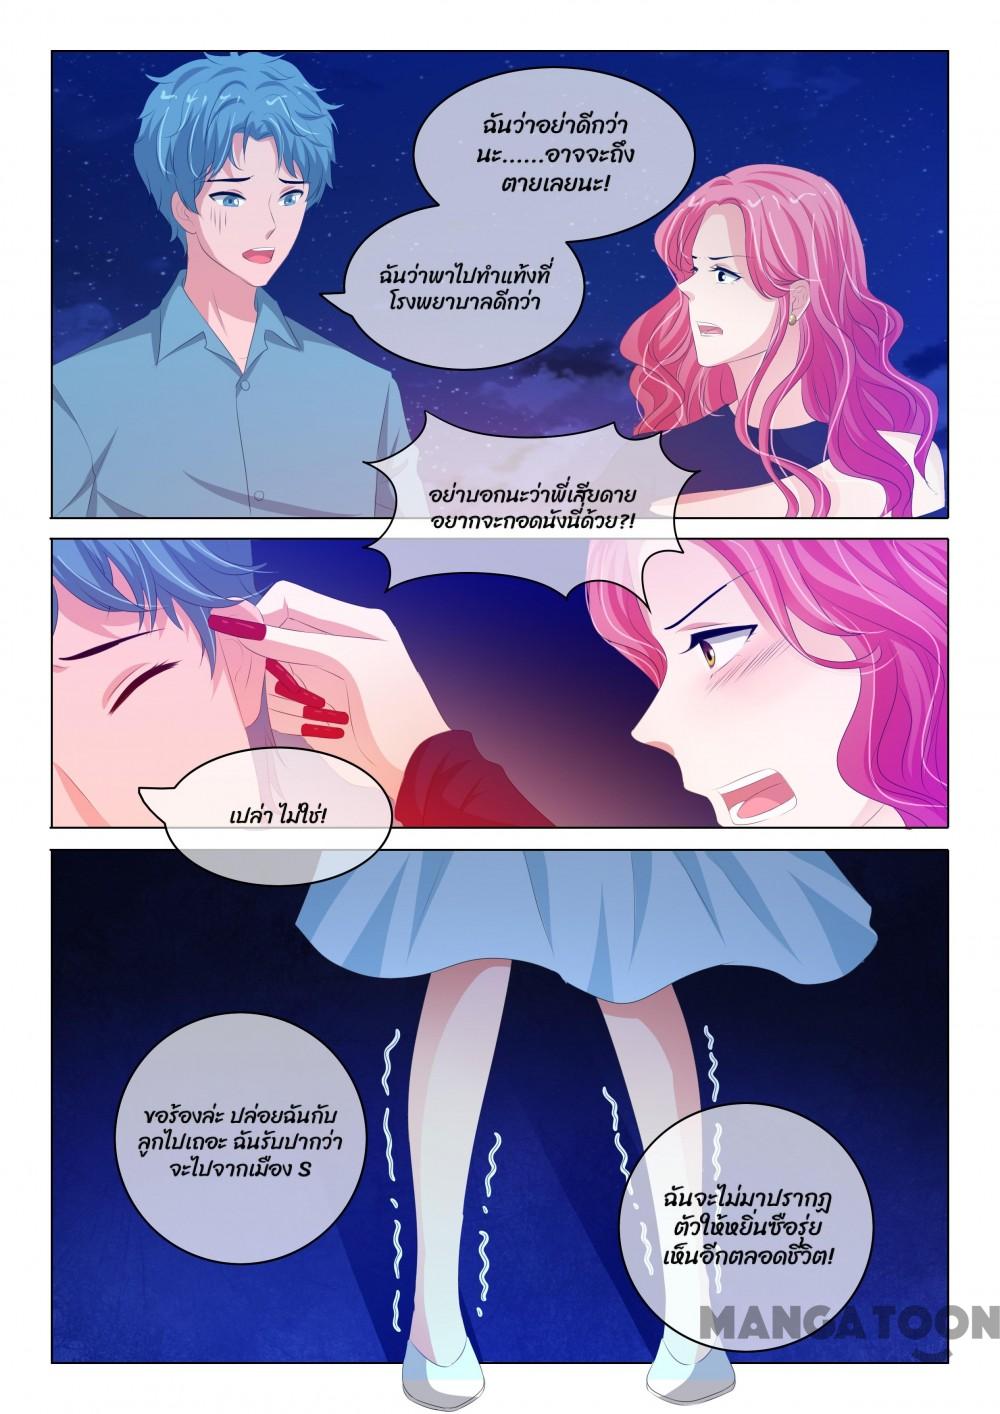 ฉันว่าอย่าดีกว่า
นะ......อาจจะถึง
ตายเลยนะ!
ฉันว่าพาไปทำแท้งที่
โรงพยาบาลดีกว่า
อย่าบอกนะว่าพี่เสียดาย
อยากจะกอดนังนี่ด้วย?!
เปล่า ไม่ใช่!
ขอร้องล่ะ ปล่อยฉันกับ
ลูกไปเถอะ ฉันรับปากว่า
จะไปจากเมือง S
ฉันจะไม่มาปรากฏ
ตัวให้หยิ่นซือรุ่ย
เห็นอีกตลอดชีวิต!
MANGATOON